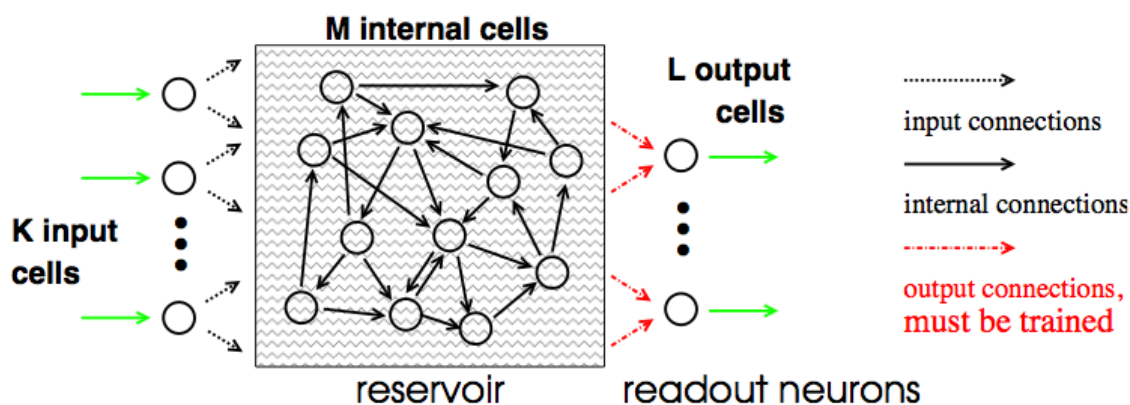 M internal cells
K input
cells
reservoir
L output
cells
readout neurons
input connections
internal connections
output connections,
must be trained